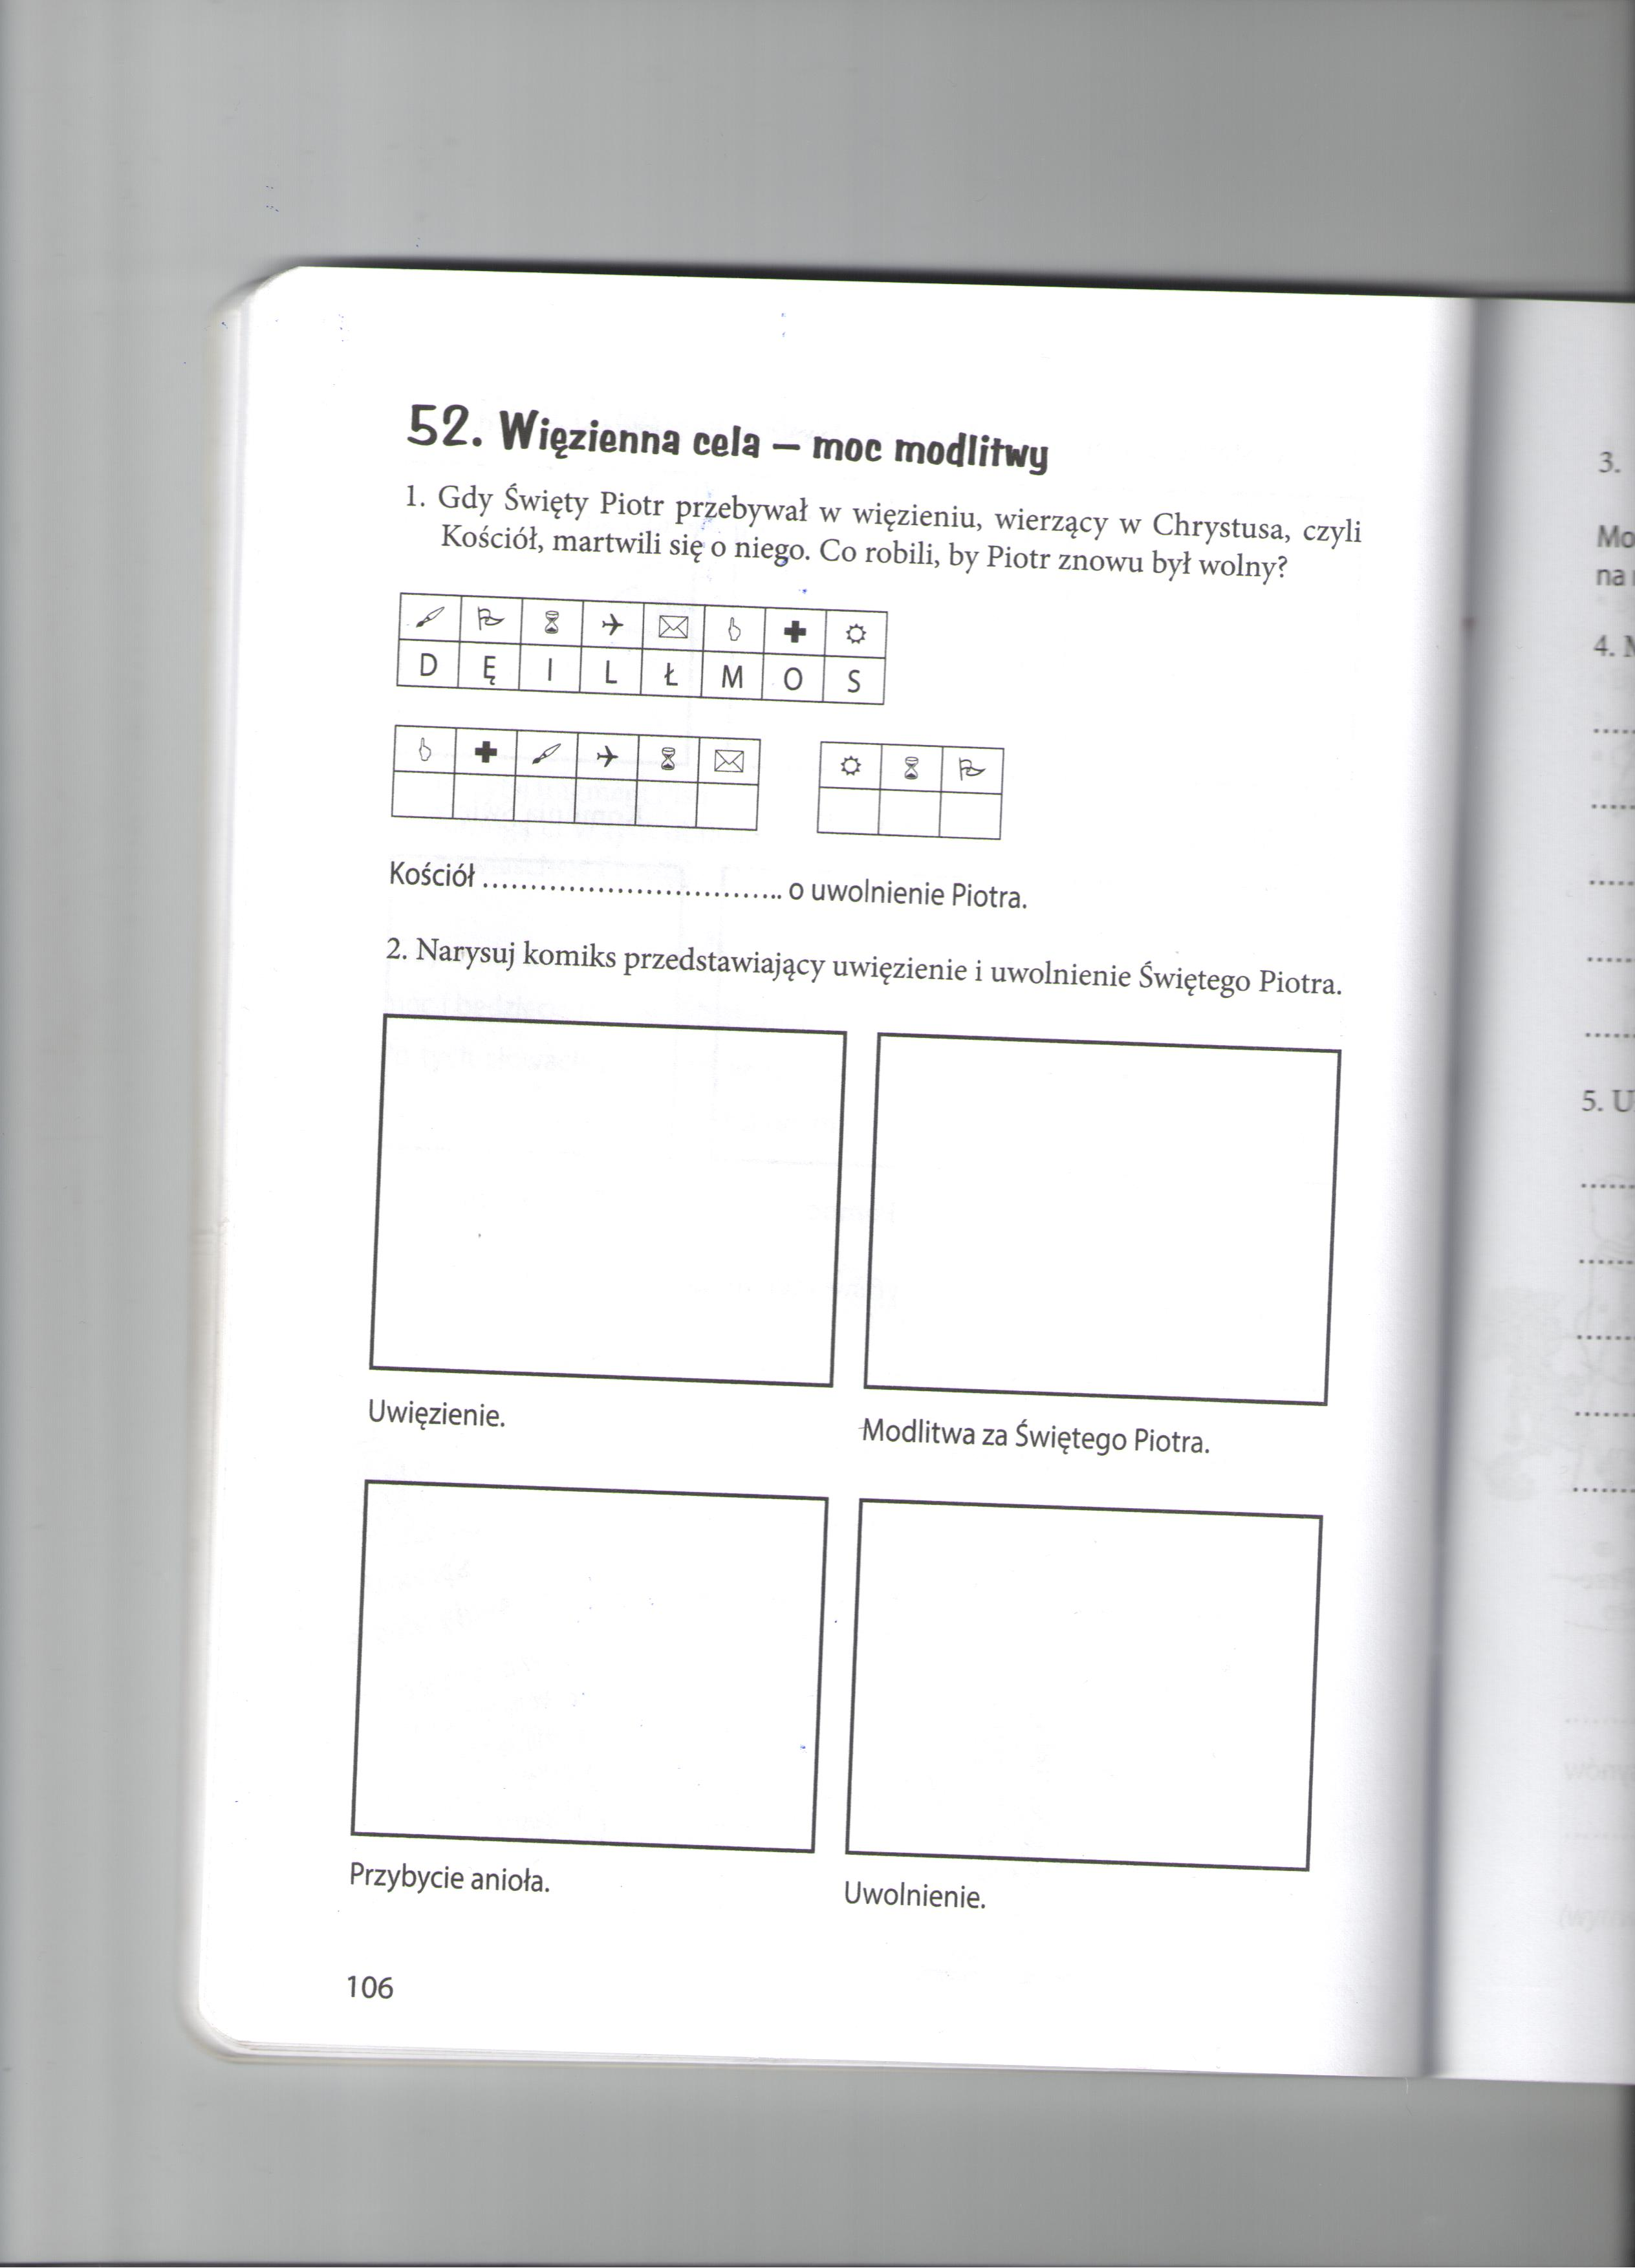 52. Więzienna cela – moc modlitwy
1. Gdy Święty Piotr przebywał w więzieniu, wierzący w Chrystusa, czyli
Kościół, martwili się o niego. Co robili, by Piotr znowu był wolny?
D Ę I L Ł M O S
Kościół ................................ o uwolnienie Piotra.
2. Narysuj komiks przedstawiający uwięzienie i uwolnienie Świętego Piotra.
Uwięzienie.
Modlitwa za Świętego Piotra.
Przybycie anioła.
Uwolnienie.
106
3.
Mo
na
4.
5. U